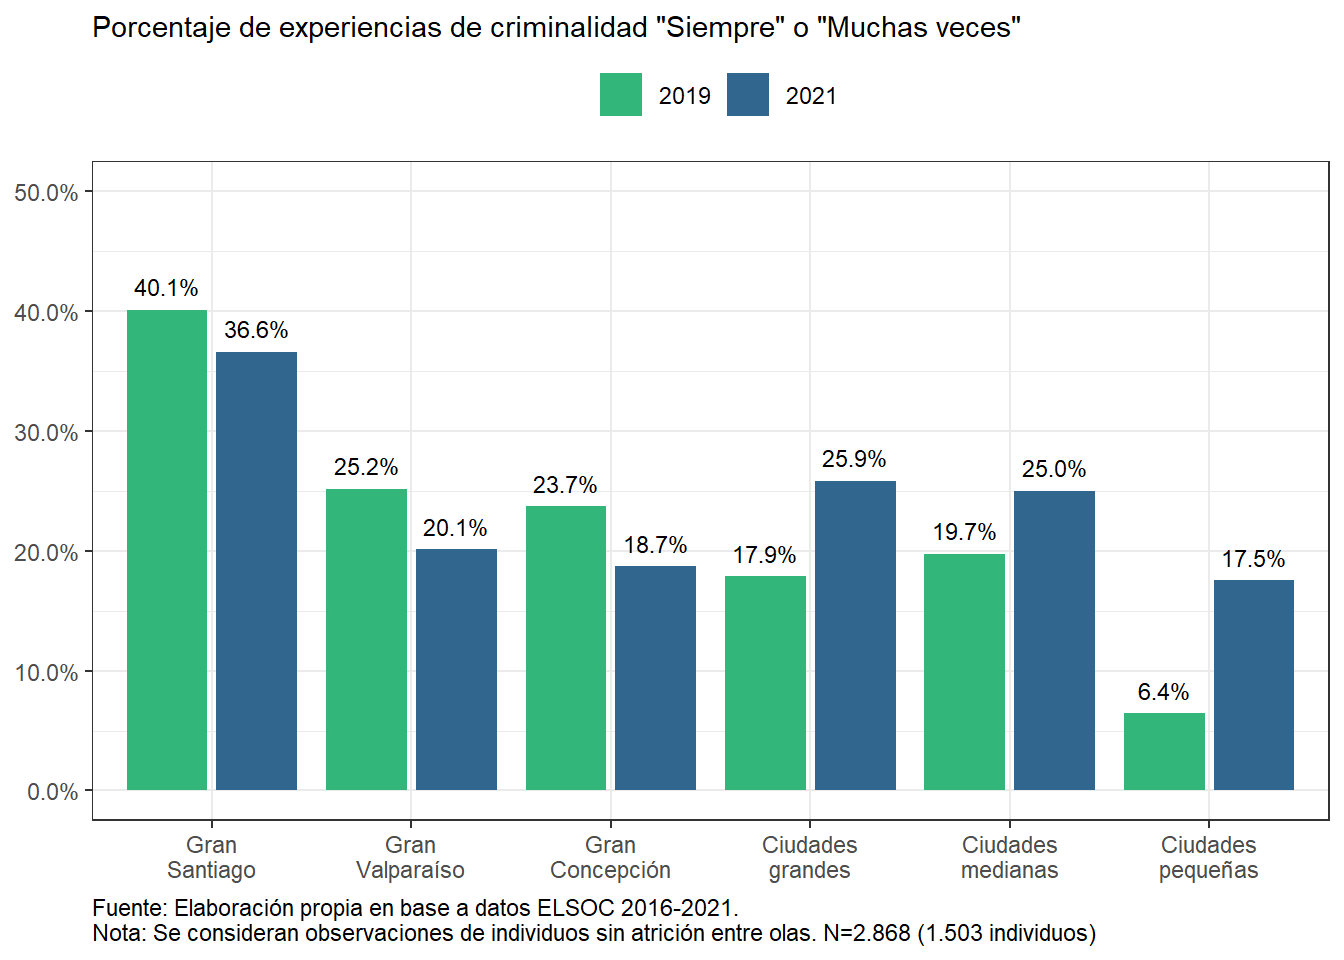 Porcentaje de experiencias de criminalidad "Siempre" o "Muchas veces"
2019 2021
50.0%
40.0%
30.0%
20.0%
10.0%
0.0%
40.1%
36.6%
25.2%
20.1%
23.7%
18.7%
17.9%
25.9%
19.7%
25.0%
6.4%
17.5%
Gran
Santiago
Gran
Valparaíso
Gran
Concepción
Ciudades
grandes
Ciudades
medianas
Ciudades
pequeñas
Fuente: Elaboración propia en base a datos ELSOC 2016-2021.
Nota: Se consideran observaciones de individuos sin atrición entre olas. N=2.868 (1.503 individuos)